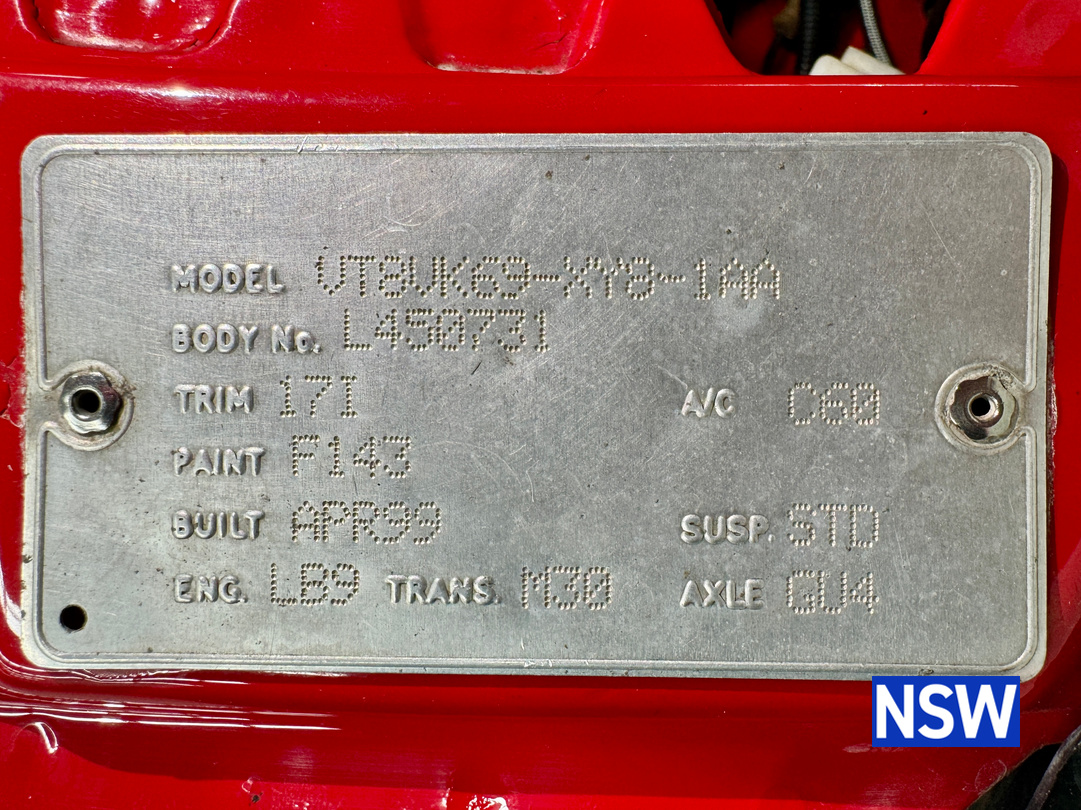 MODEL VT8VK69-XY8-1AA
BODY No. L450731
TRIM 17I A/C C60
PAINT F143
BUILT APR99 SUSP. STD
ENG. LB9 TRANS. M30 AXLE GU4
NSW